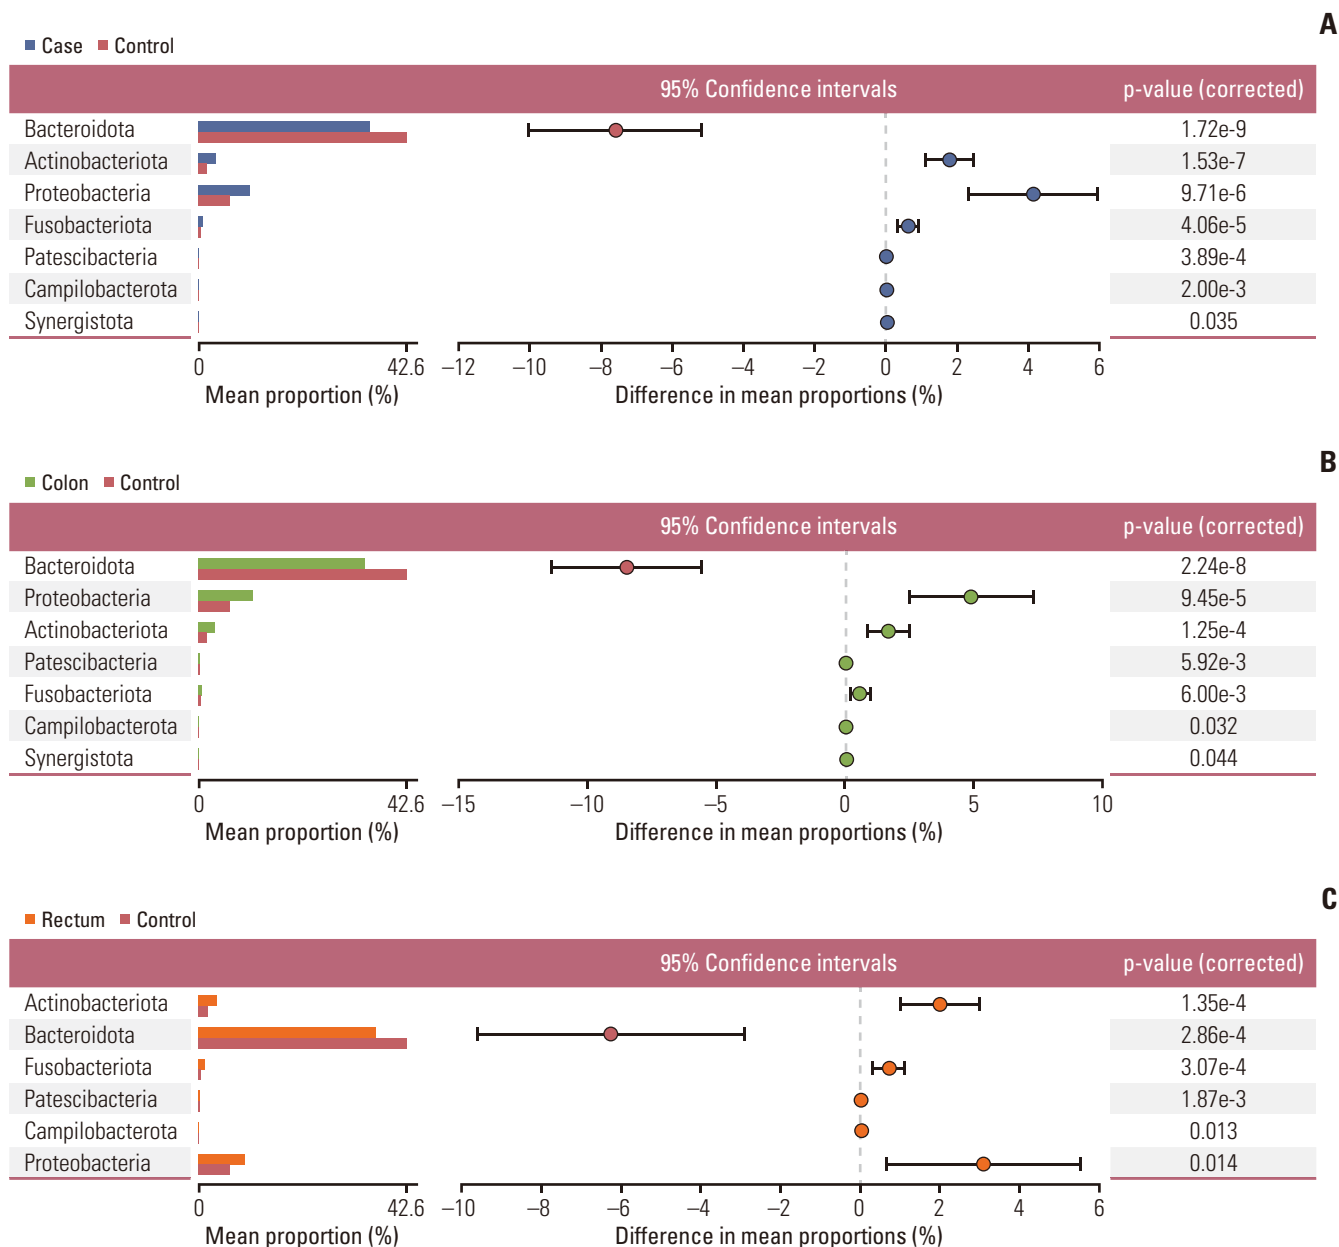 A
Case Control
95% Confidence intervals p-value (corrected)
Bacteroidota 1.72e-9
Actinobacteriota 1.53e-7
Proteobacteria 9.71e-6
Fusobacteriota 4.06e-5
Patescibacteria 3.89e-4
Campilobacterota 2.00e-3
Synergistota 0.035
0 42.6 –12 –10 –8 –6 –4 –2 0 2 4 6
Mean proportion (%) Difference in mean proportions (%)
B
Colon Control
95% Confidence intervals p-value (corrected)
Bacteroidota 2.24e-8
Proteobacteria 9.45e-5
Actinobacteriota 1.25e-4
Patescibacteria 5.92e-3
Fusobacteriota 6.00e-3
Campilobacterota 0.032
Synergistota 0.044
0 42.6 –15 –10 –5 0 5 10
Mean proportion (%) Difference in mean proportions (%)
C
Rectum Control
95% Confidence intervals p-value (corrected)
Actinobacteriota 1.35e-4
Bacteroidota 2.86e-4
Fusobacteriota 3.07e-4
Patescibacteria 1.87e-3
Campilobacterota 0.013
Proteobacteria 0.014
0 42.6 –10 –8 –6 –4 –2 0 2 4 6
Mean proportion (%) Difference in mean proportions (%)